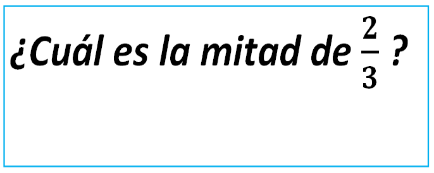 ¿Cuál es la mitad de 2/3 ?